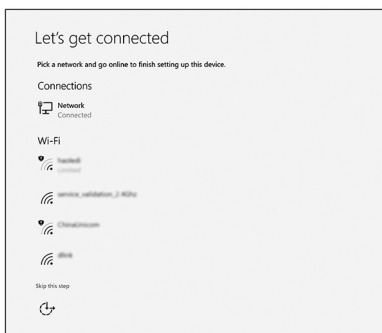 Let's get connected
Pick a network and go online to finish setting up this device.
Connections
Network
Connected
Wi-Fi
Limited
service_validation_2.4Ghz
ChinaUnicom
dlink
Skip this step